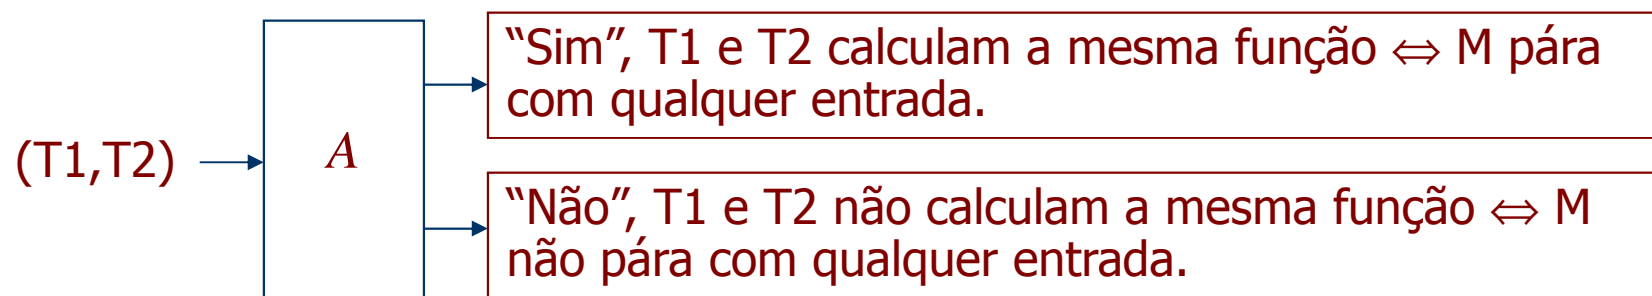 “Sim”, T1 e T2 calculam a mesma função ⇔ M pára
com qualquer entrada.
(T1,T2)
A
“Não”, T1 e T2 não calculam a mesma função ⇔ M
não pára com qualquer entrada.